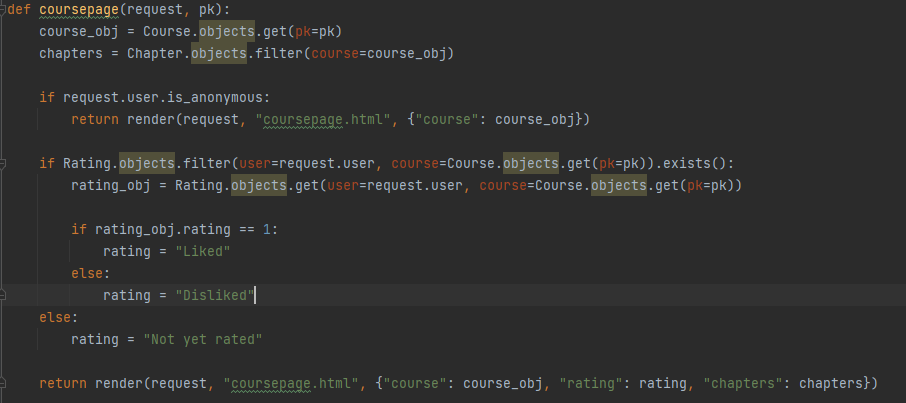 def coursepage(request, pk):
    course_obj = Course.objects.get(pk=pk)
    chapters = Chapter.objects.filter(course=course_obj)

    if request.user.is_anonymous:
        return render(request, "coursepage.html", {"course": course_obj})

    if Rating.objects.filter(user=request.user, course=Course.objects.get(pk=pk)).exists():
        rating_obj = Rating.objects.get(user=request.user, course=Course.objects.get(pk=pk))

        if rating_obj.rating == 1:
            rating = "Liked"
        else:
            rating = "Disliked"
    else:
        rating = "Not yet rated"

    return render(request, "coursepage.html", {"course": course_obj, "rating": rating, "chapters": chapters})